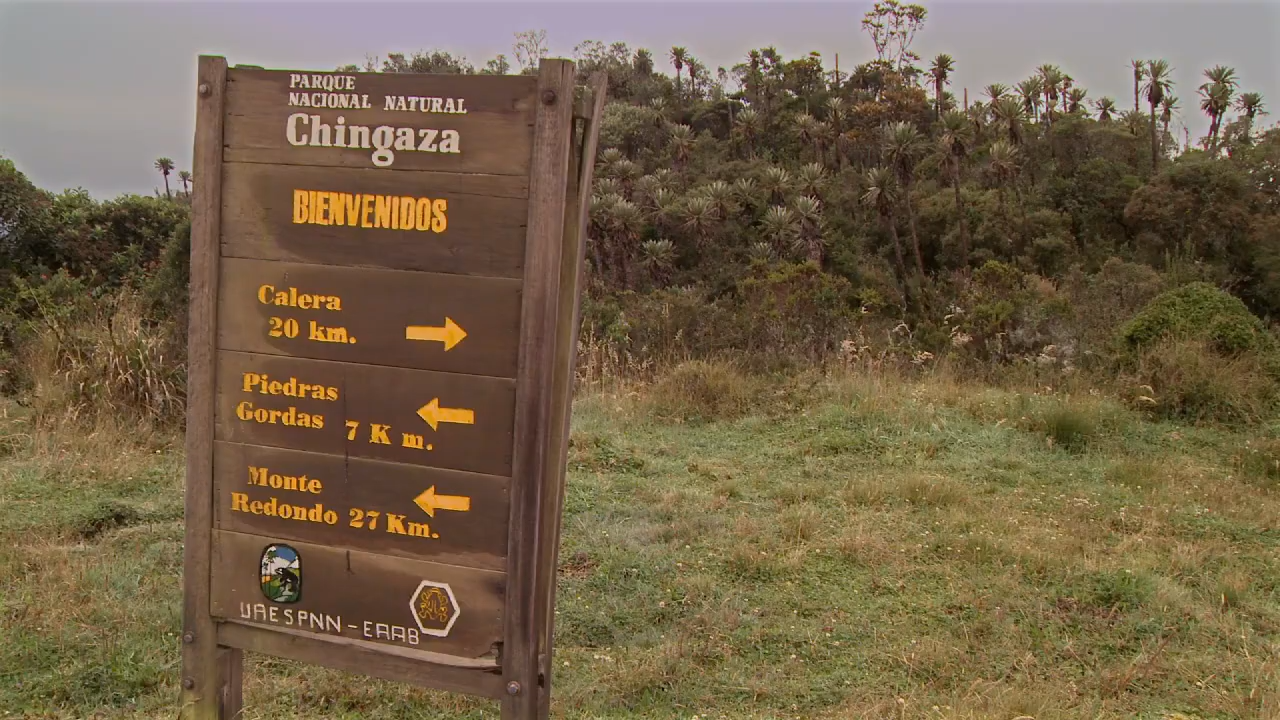 PARQUE
NACIONAL NATURAL
Chingaza
BIENVENIDOS
Calera
20 km.
Piedras
Gordas 7 K m.
Monte
Redondo 27 Km.
UAESPNN - EAAB